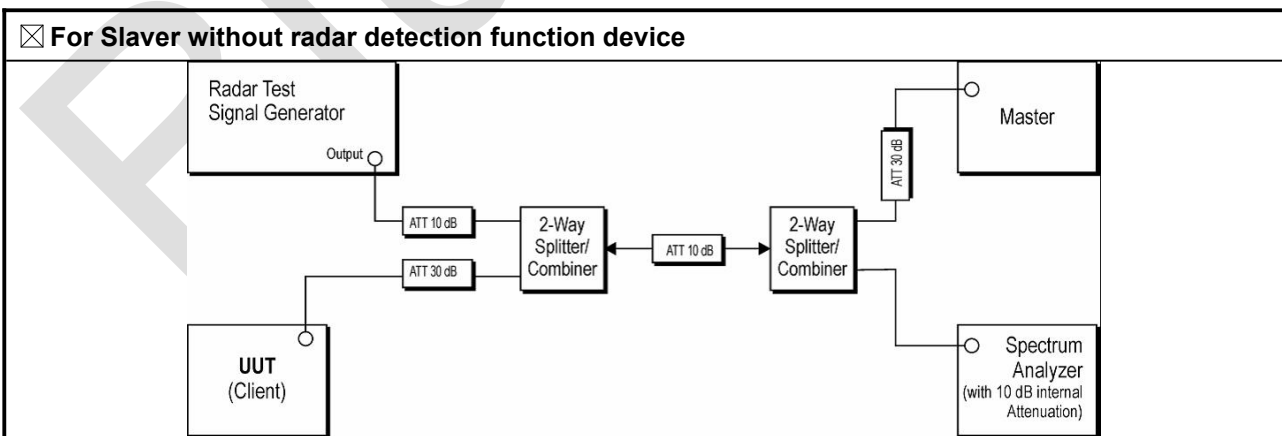 ☒ For Slaver without radar detection function device
Radar Test
Signal Generator
Output
Master
ATT 30 dB
ATT 10 dB
2-Way
Splitter/
Combiner
ATT 10 dB
2-Way
Splitter/
Combiner
ATT 30 dB
UUT
(Client)
Spectrum
Analyzer
(with 10 dB internal
Attenuation)